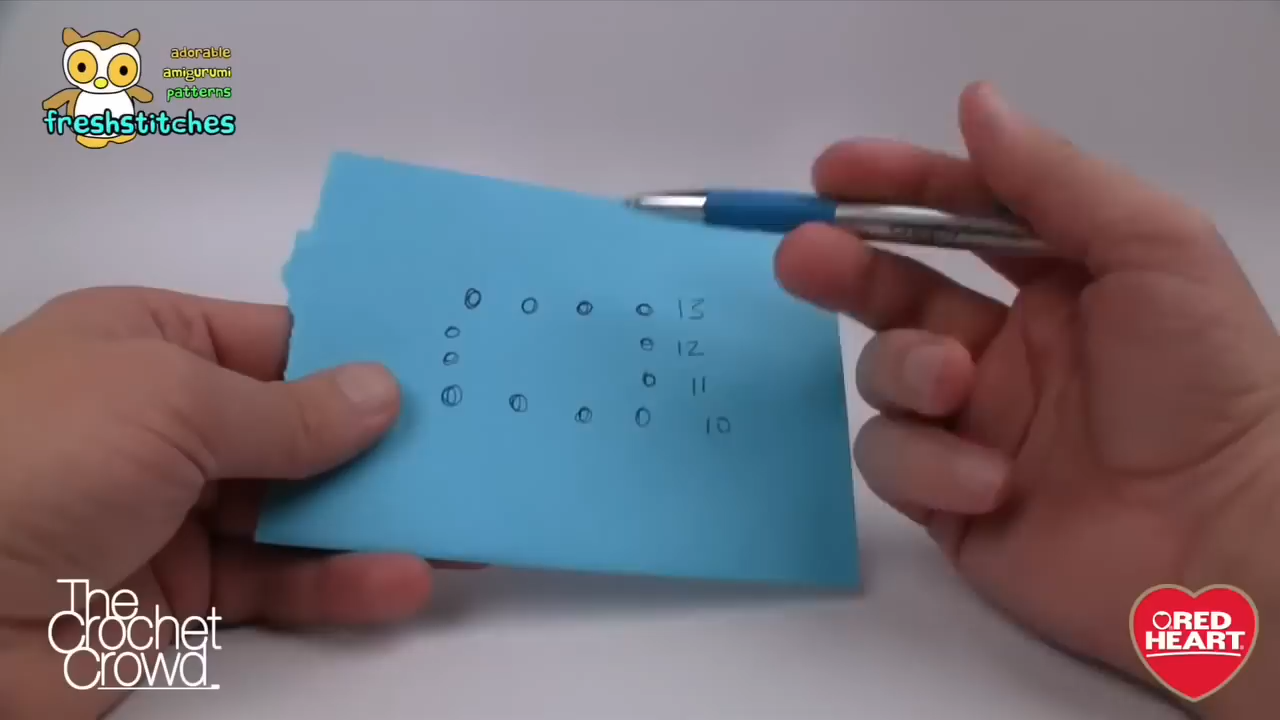 adorable
amigurumi
patterns
freshstitches
13
12
11
10
The
Crochet
Crowd
RED
HEART